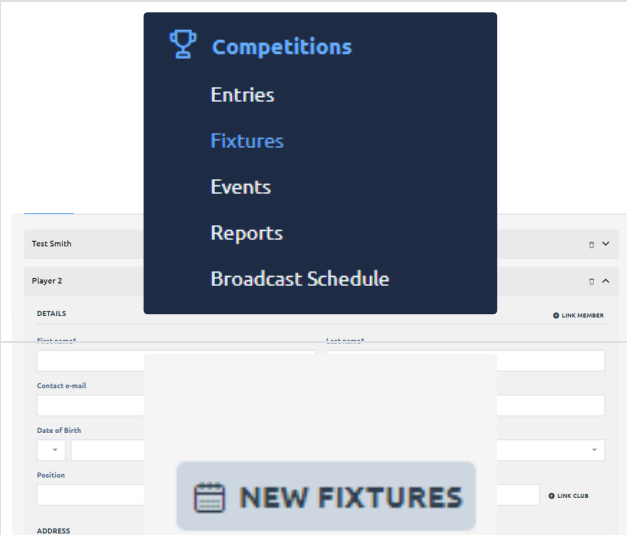 Competitions
Entries
Fixtures
Events
Reports
Broadcast Schedule
Test Smith
Player 2
DETAILS
LINK MEMBER
First name*
Last name*
Contact e-mail
Date of Birth
Position
LINK CLUB
NEW FIXTURES
ADDRESS